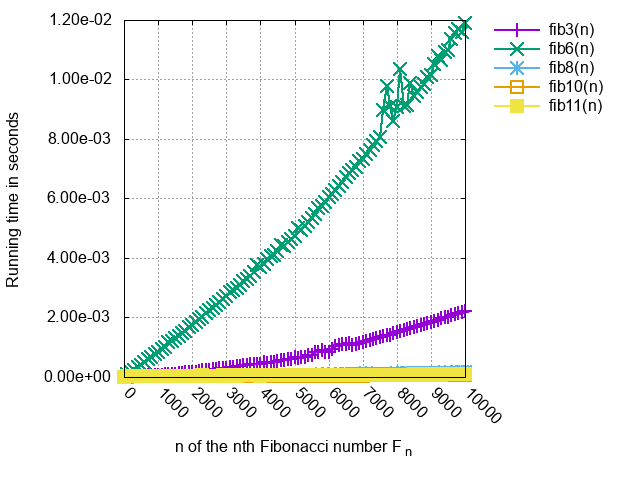 1.20e-02
1.00e-02
8.00e-03
6.00e-03
4.00e-03
2.00e-03
0.00e+00
Running time in seconds
0
1000
2000
3000
4000
5000
6000
7000
8000
9000
10000
n of the nth Fibonacci number F n
fib3(n)
fib6(n)
fib8(n)
fib10(n)
fib11(n)